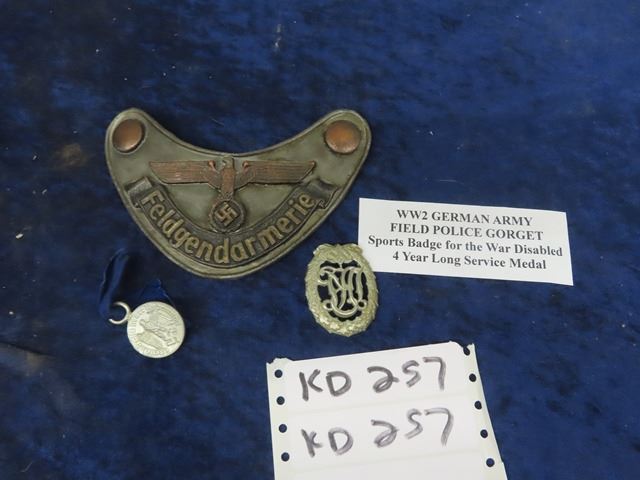 Feldgendarmerie
WW2 GERMAN ARMY
FIELD POLICE GORGET
Sports Badge for the War Disabled
4 Year Long Service Medal
KD 257
KD 257